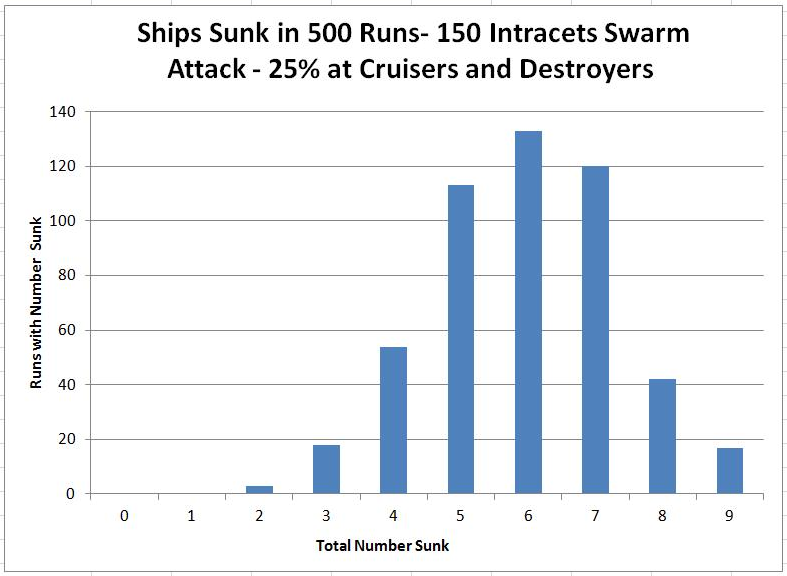 Ships Sunk in 500 Runs- 150 Intracets Swarm
Attack - 25% at Cruisers and Destroyers
140
120
100
80
60
40
20
0
Runs with Number Sunk
0 1 2 3 4 5 6 7 8 9
Total Number Sunk